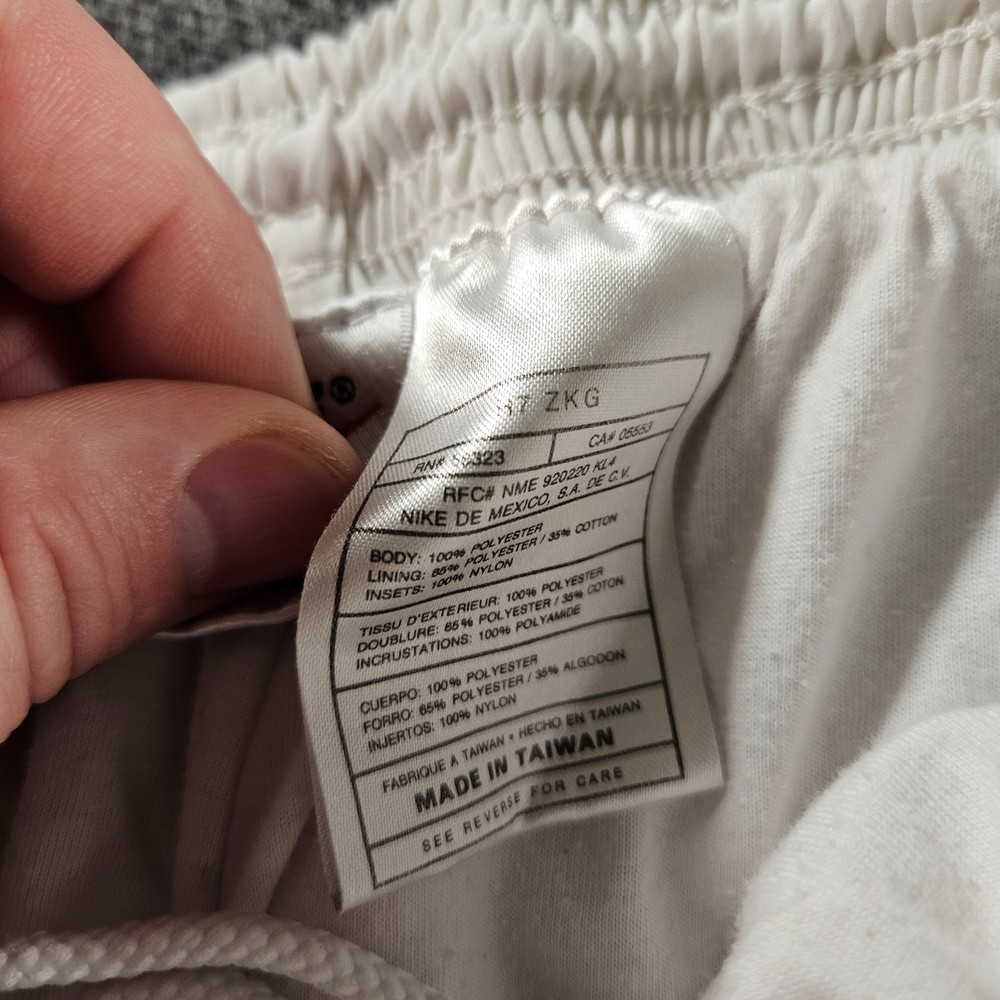 ZKG
RN# CA# 05553
RFC# NME 920220 KL4
NIKE DE MEXICO, S.A. DE C.V.
BODY: 100% POLYESTER
LINING: 65% POLYESTER / 35% COTTON
INSETS: 100% NYLON
TISSU D'EXTERIEUR: 100% POLYESTER
DOUBLURE: 65% POLYESTER / 35% COTON
INCRUSTATIONS: 100% POLYAMIDE
CUERPO: 100% POLYESTER
FORRO: 65% POLYESTER / 35% ALGODON
INJERTOS: 100% NYLON
FABRIQUE A TAIWAN • HECHO EN TAIWAN
MADE IN TAIWAN
SEE REVERSE FOR CARE